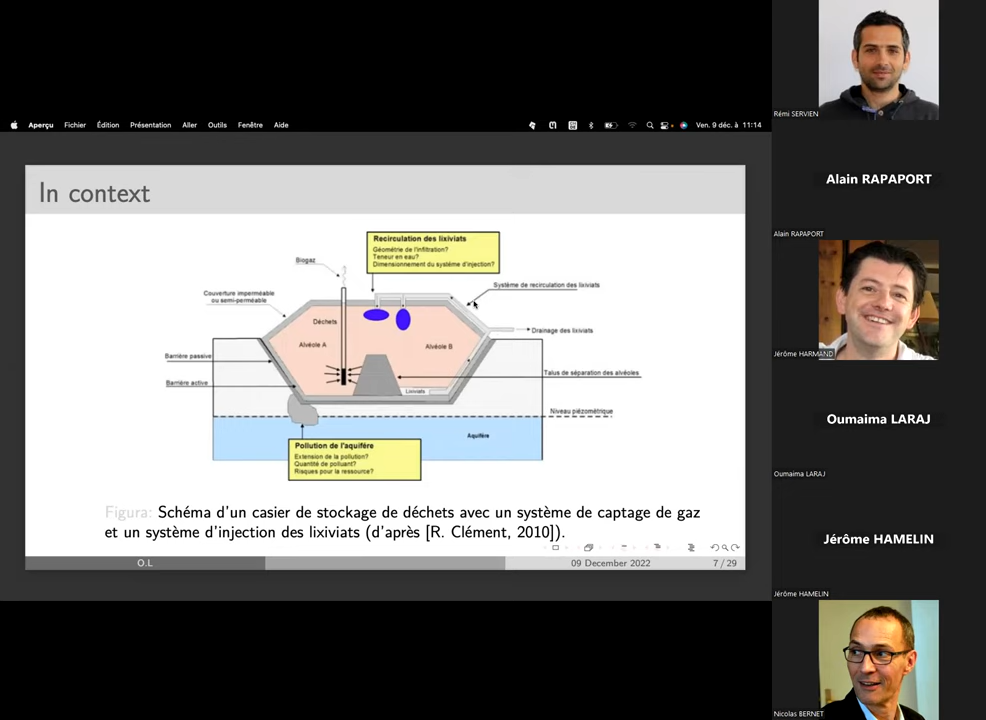 Aperçu Fichier Édition Présentation Aller Outils Fenêtre Aide Ven. 9 déc. à 11:14
In context
Recirculation des lixiviats
Géométrie de l'infiltration?
Teneur en eau?
Dimensionnement du système d'injection?
Biogaz
Système de recirculation des lixiviats
Couverture imperméable
ou semi-perméable
Déchets
Drainage des lixiviats
Alvéole A
Alvéole B
Barrière passive
Talus de séparation des alvéoles
Barrière active
Lixiviats
Niveau piézométrique
Aquifère
Pollution de l'aquifère
Extension de la pollution?
Quantité de polluant?
Risques pour la ressource?
Figura: Schéma d'un casier de stockage de déchets avec un système de captage de gaz
et un système d'injection des lixiviats (d'après [R. Clément, 2010]).
O.L 09 December 2022 7 / 29
Rémi SERVIEN
Alain RAPAPORT
Alain RAPAPORT
Jérôme HARMAND
Oumaima LARAJ
Oumaima LARAJ
Jérôme HAMELIN
Jérôme HAMELIN
Nicolas BERNET